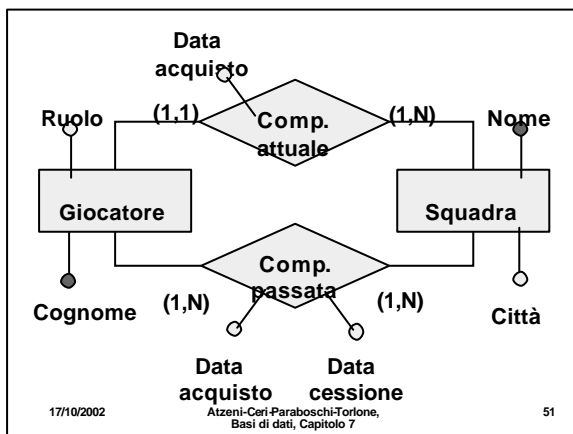 Data
acquisto
Ruolo
(1,1)
Comp.
attuale
(1,N)
Nome
Giocatore
Squadra
Comp.
passata
(1,N)
(1,N)
Cognome
Città
Data
acquisto
Data
cessione
17/10/2002
Atzeni-Ceri-Paraboschi-Torlone,
Basi di dati, Capitolo 7
51